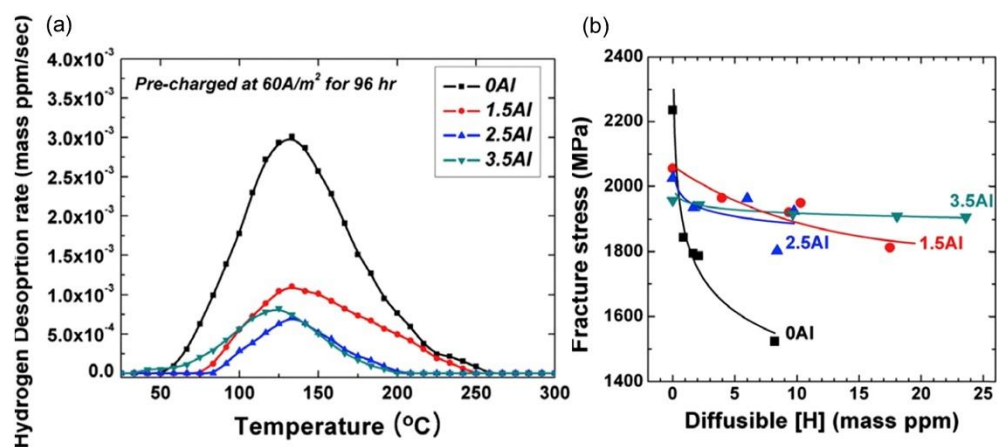 (a)
Hydrogen Desoprtion rate (mass ppm/sec)
4.0x10⁻³
3.5x10⁻³
3.0x10⁻³
2.5x10⁻³
2.0x10⁻³
1.5x10⁻³
1.0x10⁻³
5.0x10⁻⁴
0.0
Pre-charged at 60A/m² for 96 hr
0Al
1.5Al
2.5Al
3.5Al
50 100 150 200 250 300
Temperature (°C)
(b)
Fracture stress (MPa)
2400
2200
2000
1800
1600
1400
3.5Al
2.5Al
1.5Al
0Al
0 5 10 15 20 25
Diffusible [H] (mass ppm)